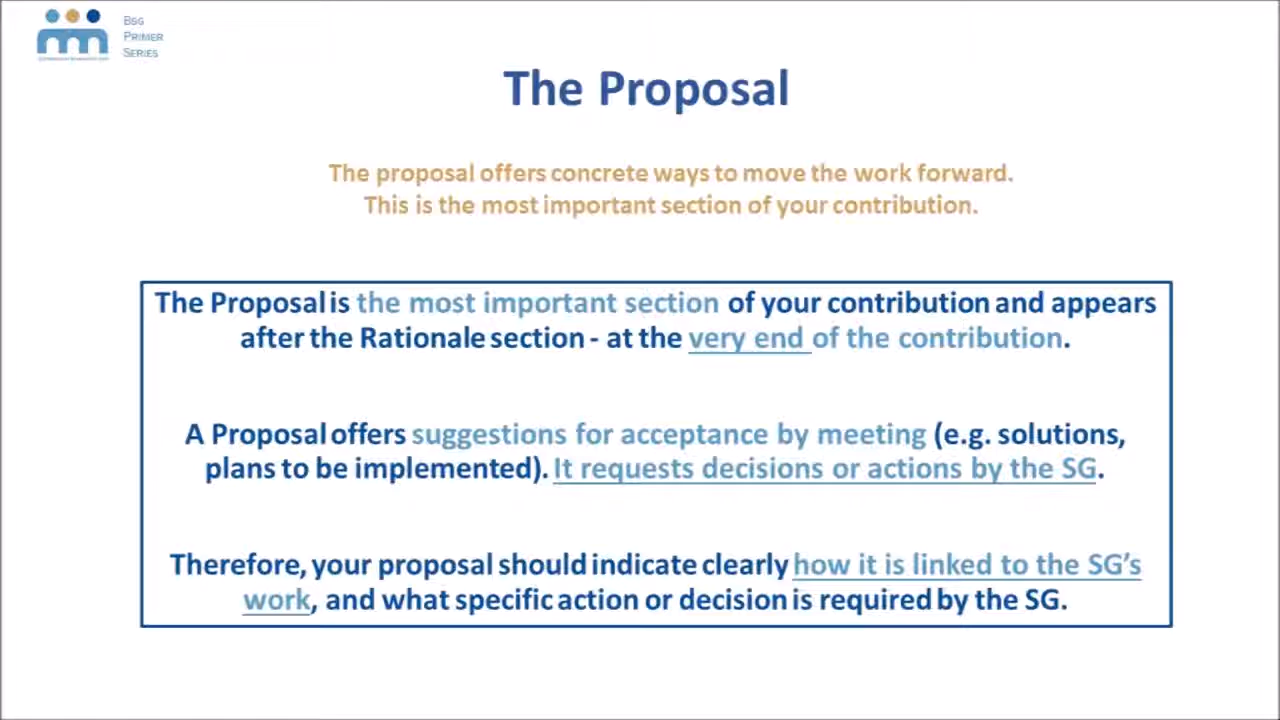 BSG
PRIMER
SERIES
The Proposal
The proposal offers concrete ways to move the work forward.
This is the most important section of your contribution.
The Proposal is the most important section of your contribution and appears
after the Rationale section - at the very end of the contribution.
A Proposal offers suggestions for acceptance by meeting (e.g. solutions,
plans to be implemented). It requests decisions or actions by the SG.
Therefore, your proposal should indicate clearly how it is linked to the SG’s
work, and what specific action or decision is required by the SG.